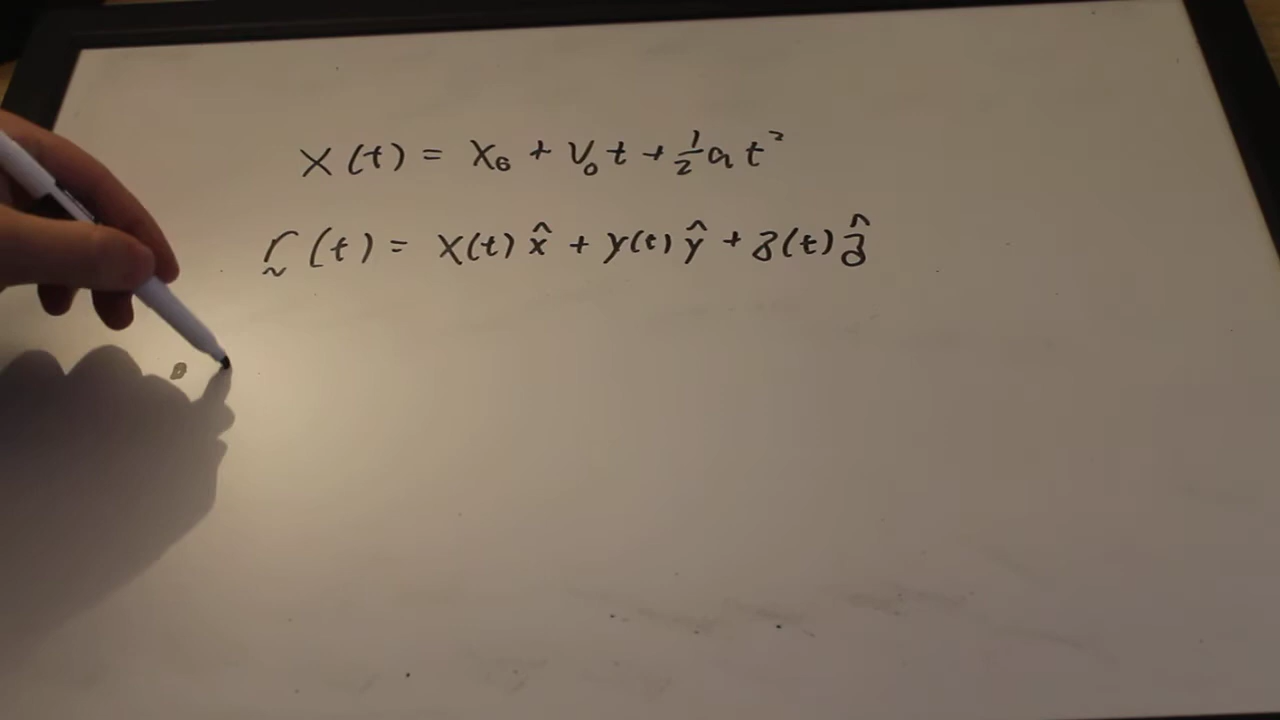 x(t) = x₀ + v₀t + ½at²
r̰(t) = x(t)x̂ + y(t)ŷ + z(t)ẑ